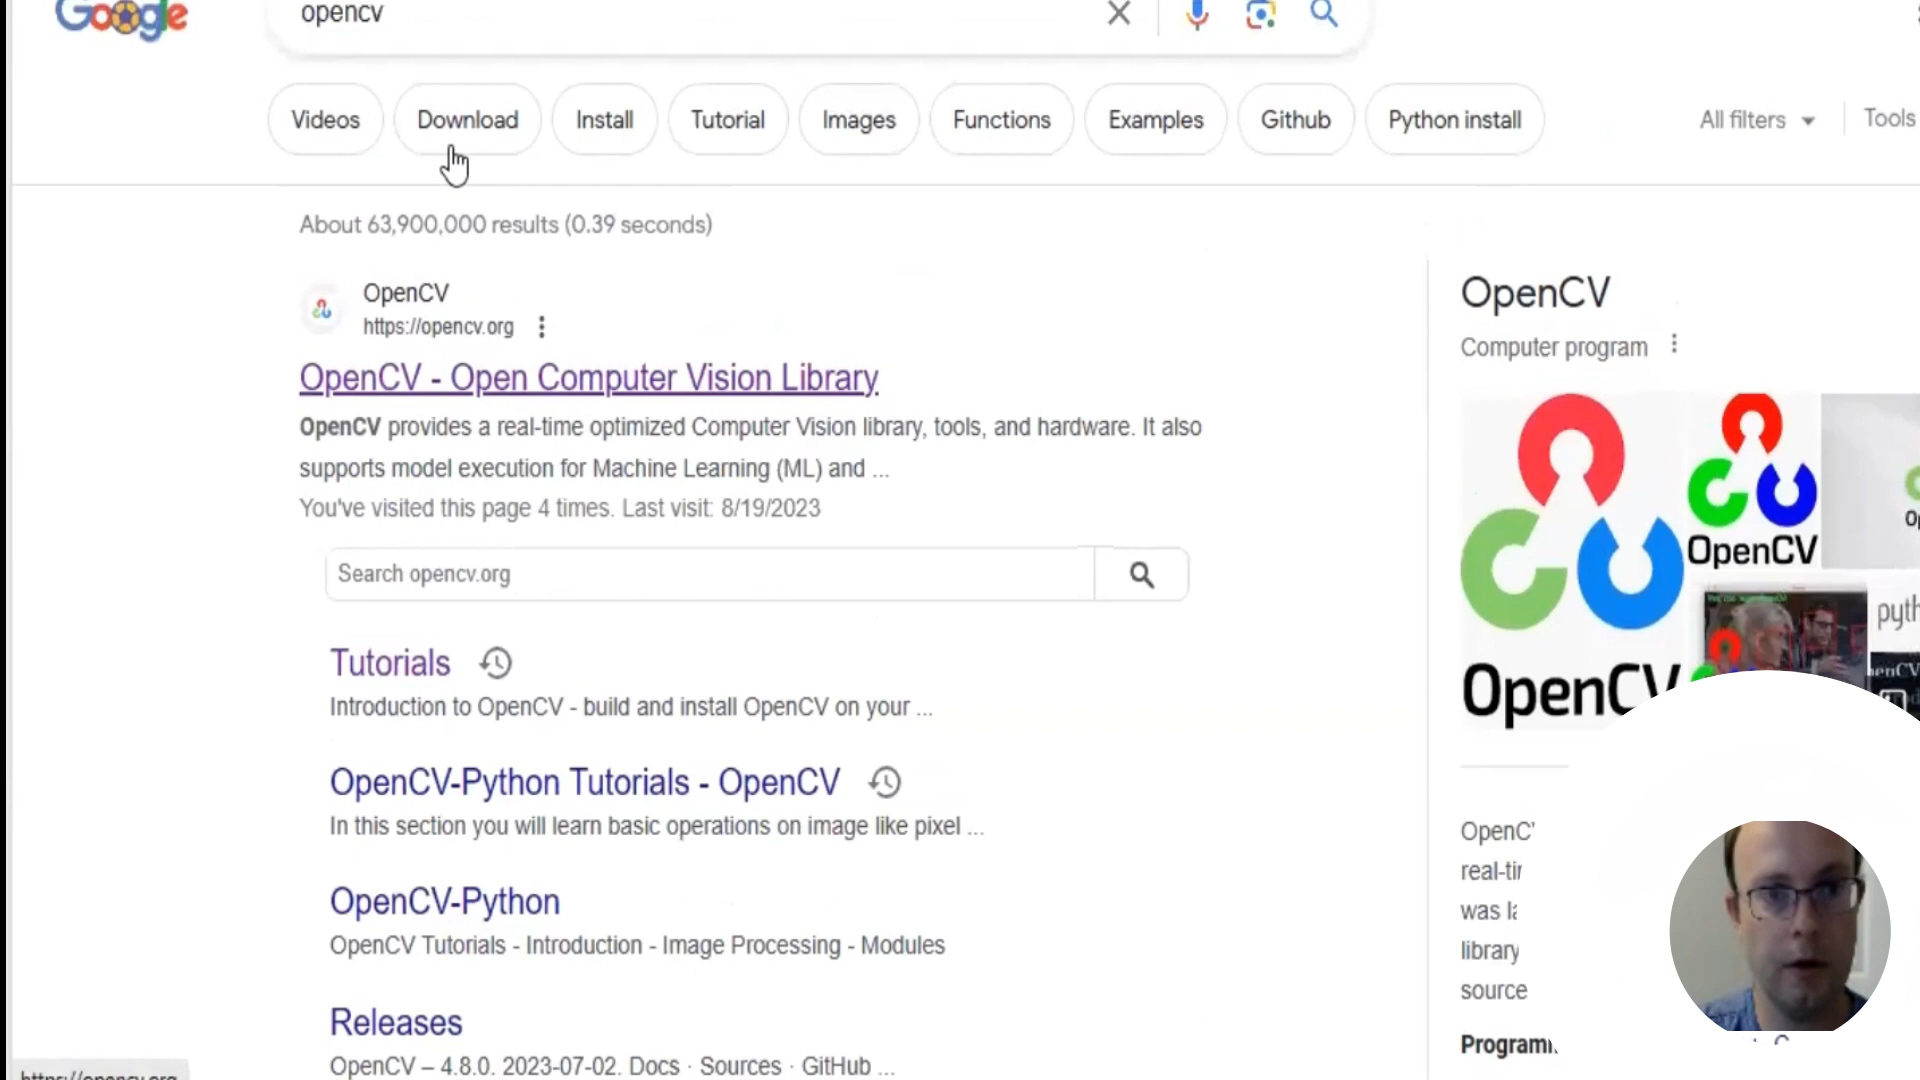 Google
opencv
Videos
Download
Install
Tutorial
Images
Functions
Examples
Github
Python install
All filters
Tools
About 63,900,000 results (0.39 seconds)
OpenCV
https://opencv.org
OpenCV - Open Computer Vision Library
OpenCV provides a real-time optimized Computer Vision library, tools, and hardware. It also
supports model execution for Machine Learning (ML) and ...
You've visited this page 4 times. Last visit: 8/19/2023
Search opencv.org
Tutorials
Introduction to OpenCV - build and install OpenCV on your ...
OpenCV-Python Tutorials - OpenCV
In this section you will learn basic operations on image like pixel ...
OpenCV-Python
OpenCV Tutorials - Introduction - Image Processing - Modules
Releases
OpenCV – 4.8.0. 2023-07-02. Docs · Sources · GitHub ...
https://opencv.org
OpenCV
Computer program
OpenCV
OpenCV
was
library
source